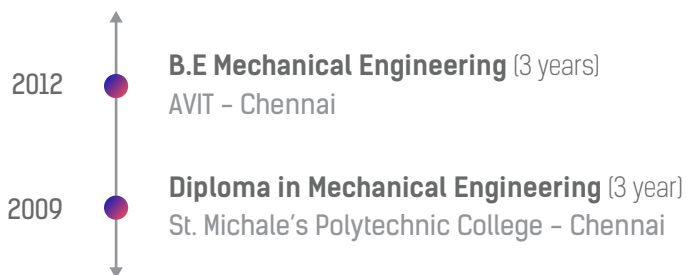 2012
B.E Mechanical Engineering (3 years)
AVIT – Chennai
2009
Diploma in Mechanical Engineering (3 year)
St. Michale's Polytechnic College – Chennai